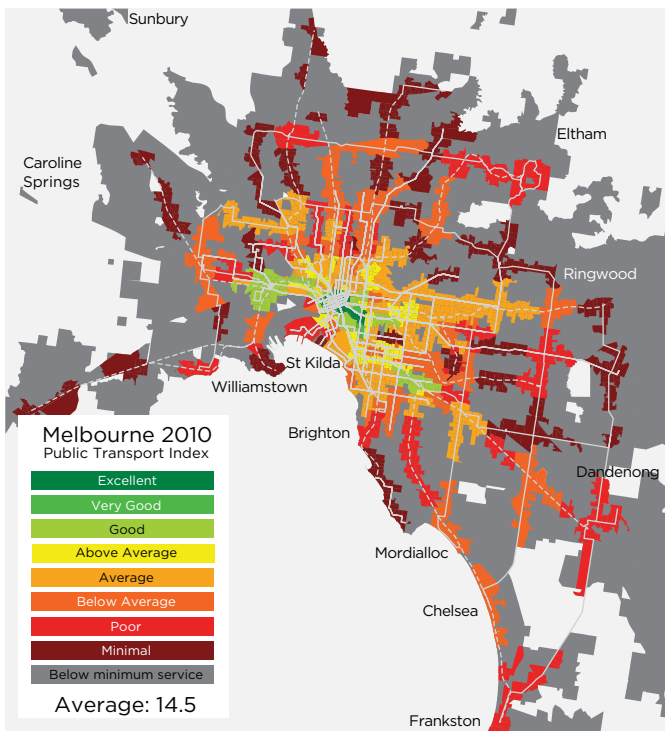 Sunbury
Eltham
Caroline
Springs
Ringwood
St Kilda
Williamstown
Brighton
Dandenong
Mordialloc
Chelsea
Frankston
Melbourne 2010
Public Transport Index
Excellent
Very Good
Good
Above Average
Average
Below Average
Poor
Minimal
Below minimum service
Average: 14.5